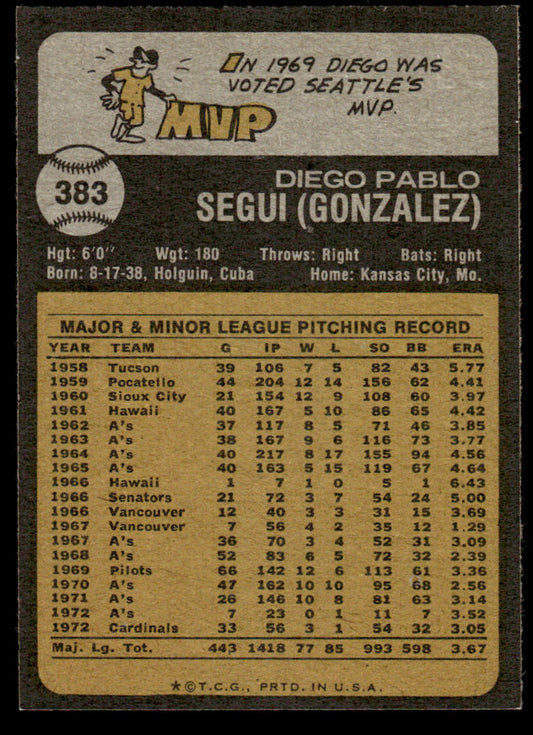 IN 1969 DIEGO WAS
VOTED SEATTLE'S
MVP.
MVP
383
DIEGO PABLO
SEGUI (GONZALEZ)
Hgt: 6'0" Wgt: 180 Throws: Right Bats: Right
Born: 8-17-38, Holguin, Cuba Home: Kansas City, Mo.
MAJOR & MINOR LEAGUE PITCHING RECORD
YEAR TEAM G IP W L SO BB ERA
1958 Tucson 39 106 7 5 82 43 5.77
1959 Pocatello 44 204 12 14 156 62 4.41
1960 Sioux City 21 154 12 9 108 60 3.97
1961 Hawaii 40 167 5 10 86 65 4.42
1962 A's 37 117 8 5 71 46 3.85
1963 A's 38 167 9 6 116 73 3.77
1964 A's 40 217 8 17 155 94 4.56
1965 A's 40 163 5 15 119 67 4.64
1966 Hawaii 1 7 1 0 5 1 6.43
1966 Senators 21 72 3 7 54 24 5.00
1966 Vancouver 12 40 3 3 31 15 3.69
1967 Vancouver 7 56 4 2 35 12 1.29
1967 A's 36 70 3 4 52 31 3.09
1968 A's 52 83 6 5 72 32 2.39
1969 Pilots 66 142 12 6 113 61 3.36
1970 A's 47 162 10 10 95 68 2.56
1971 A's 26 146 10 8 81 63 3.14
1972 A's 7 23 0 1 11 7 3.52
1972 Cardinals 33 56 3 1 54 32 3.05
Maj. Lg. Tot. 443 1418 77 85 993 598 3.67
*©T.C.G., PRTD. IN U.S.A.